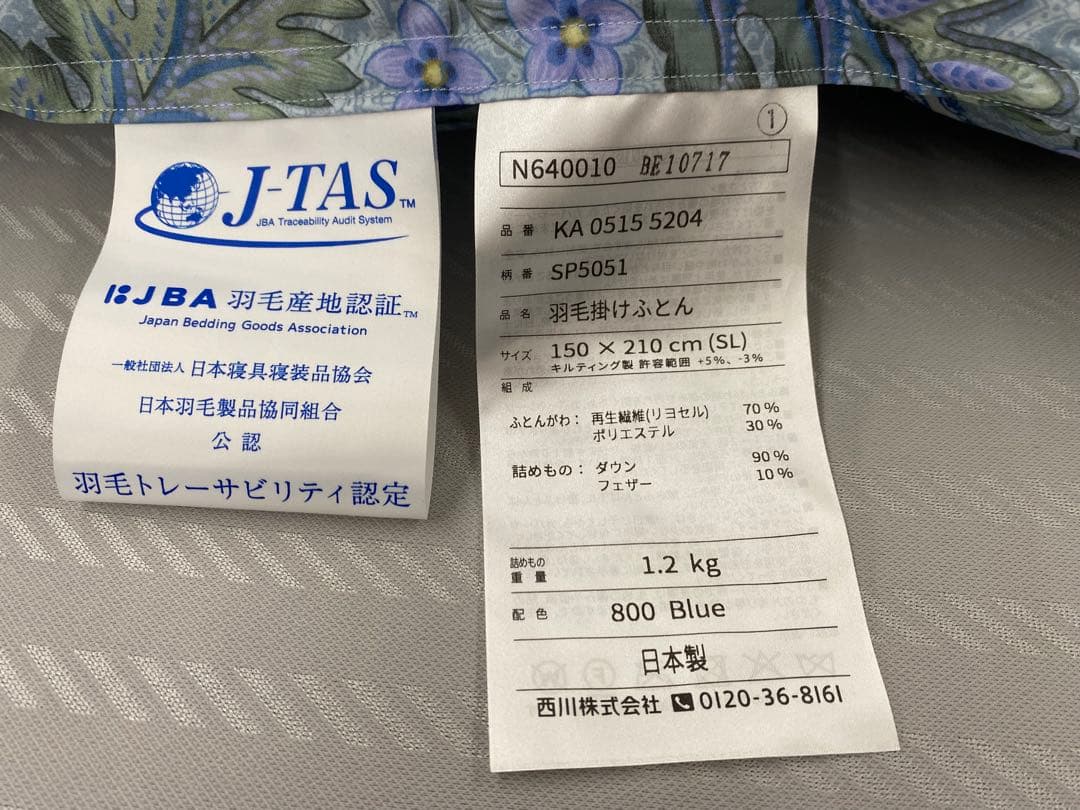 J-TAS™
JBA Traceability Audit System
JBA 羽毛産地認証™
Japan Bedding Goods Association
一般社団法人 日本寝具寝装品協会
日本羽毛製品協同組合
公認
羽毛トレーサビリティ認定
①
N640010 BE10717
品番 KA 0515 5204
柄番 SP5051
品名 羽毛掛けふとん
サイズ 150 × 210 cm (SL)
キルティング製 許容範囲 +5%、-3%
組成
ふとんがわ： 再生繊維(リヨセル) 70%
ポリエステル 30%
詰めもの： ダウン 90%
フェザー 10%
詰めもの
重量 1.2 kg
配色 800 Blue
日本製
西川株式会社 0120-36-8161